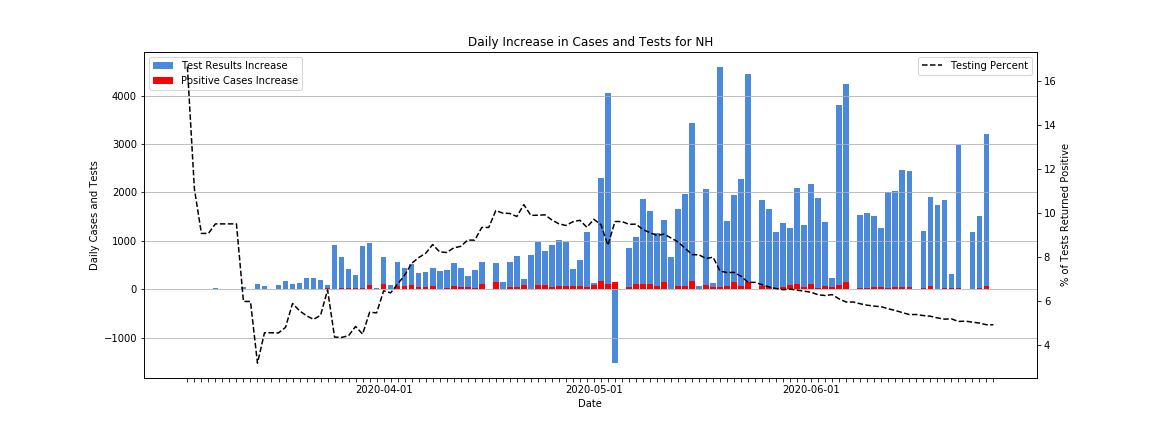 Daily Increase in Cases and Tests for NH
Test Results Increase
Positive Cases Increase
Testing Percent
4000
3000
2000
1000
0
−1000
Daily Cases and Tests
16
14
12
10
8
6
4
% of Tests Returned Positive
2020-04-01
2020-05-01
2020-06-01
Date